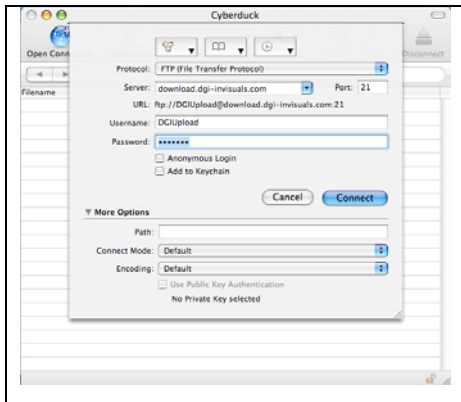 Cyberduck
Open Conn
Disconnect
Filename
Protocol: FTP (File Transfer Protocol)
Server: download.dgi-invisuals.com Port: 21
URL: ftp://DGIUpload@download.dgi-invisuals.com:21
Username: DGIUpload
Password: •••••••
Anonymous Login
Add to Keychain
Cancel Connect
More Options
Path:
Connect Mode: Default
Encoding: Default
Use Public Key Authentication
No Private Key selected